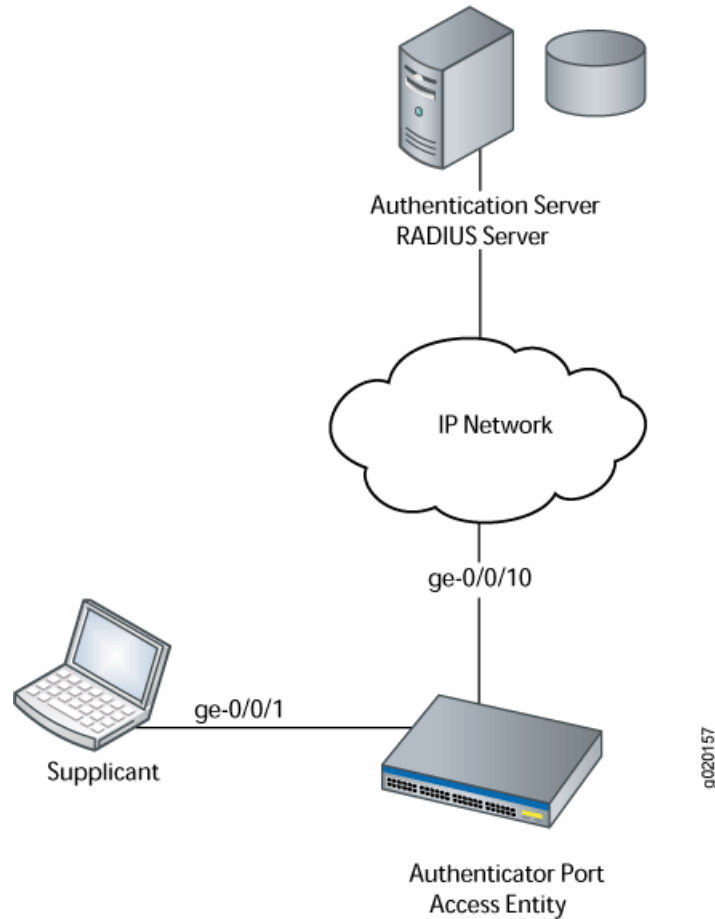 Authentication Server
RADIUS Server
IP Network
ge-0/0/10
ge-0/0/1
Supplicant
g020157
Authenticator Port
Access Entity